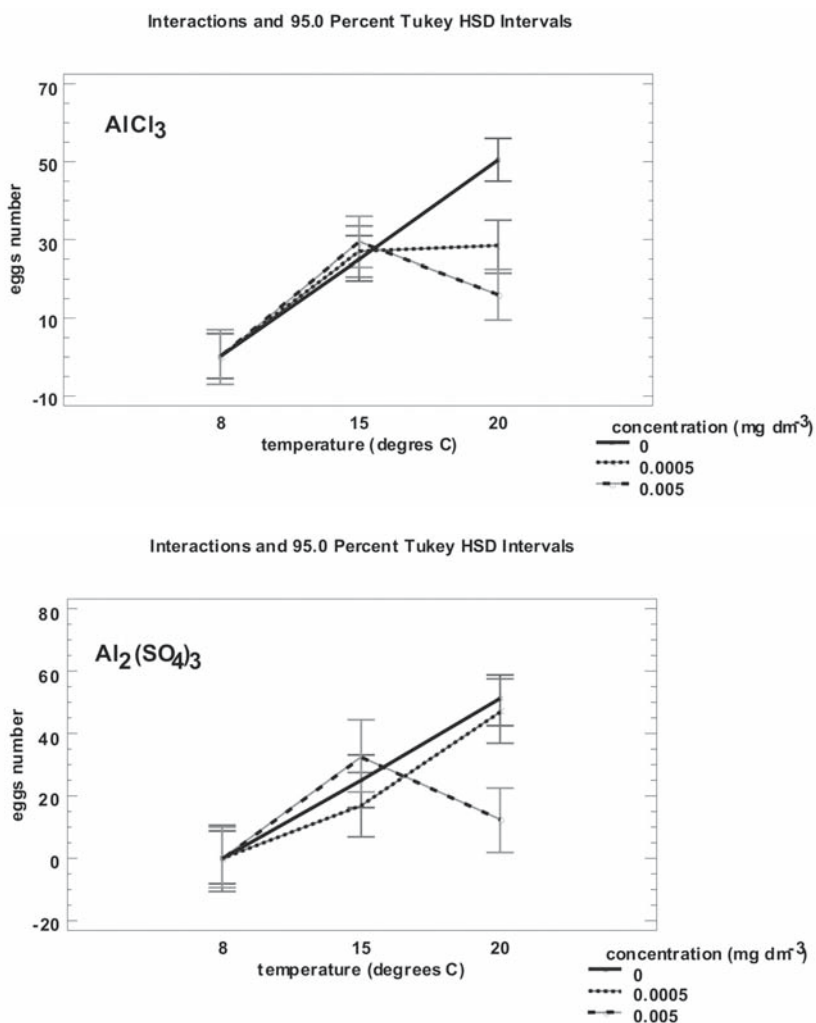 Interactions and 95.0 Percent Tukey HSD Intervals
70
AlCl3
50
eggs number
30
10
-10
8 15 20
temperature (degres C)
concentration (mg dm-3)
0
0.0005
0.005
Interactions and 95.0 Percent Tukey HSD Intervals
80
Al2(SO4)3
60
eggs number
40
20
0
-20
8 15 20
temperature (degrees C)
concentration (mg dm-3)
0
0.0005
0.005